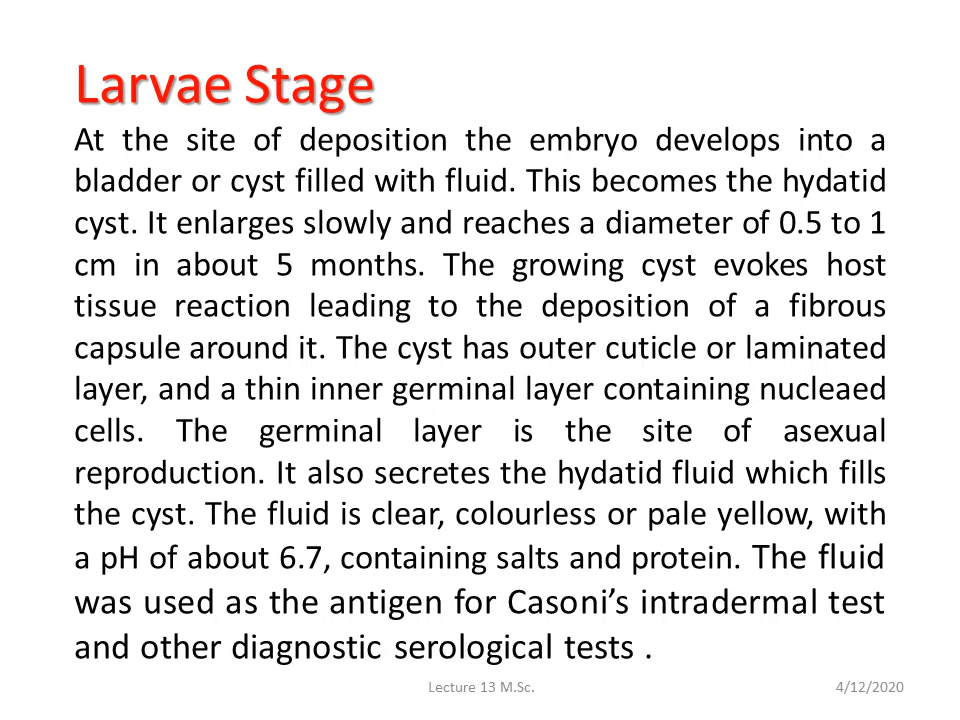 Larvae Stage
At the site of deposition the embryo develops into a
bladder or cyst filled with fluid. This becomes the hydatid
cyst. It enlarges slowly and reaches a diameter of 0.5 to 1
cm in about 5 months. The growing cyst evokes host
tissue reaction leading to the deposition of a fibrous
capsule around it. The cyst has outer cuticle or laminated
layer, and a thin inner germinal layer containing nucleaed
cells. The germinal layer is the site of asexual
reproduction. It also secretes the hydatid fluid which fills
the cyst. The fluid is clear, colourless or pale yellow, with
a pH of about 6.7, containing salts and protein. The fluid
was used as the antigen for Casoni’s intradermal test
and other diagnostic serological tests .
Lecture 13 M.Sc.
4/12/2020